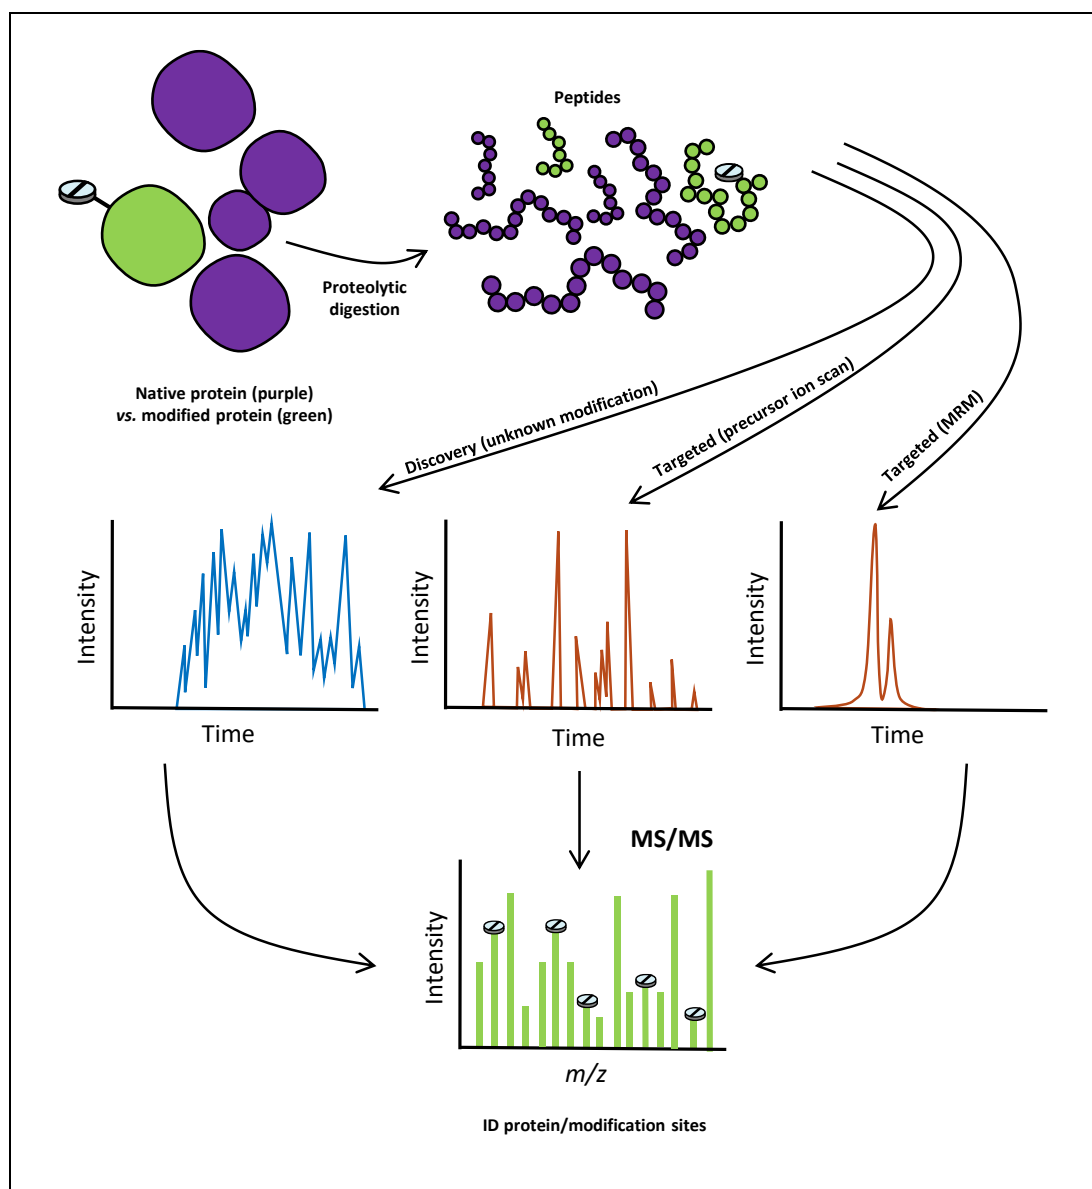 Peptides
Proteolytic
digestion
Native protein (purple)
vs. modified protein (green)
Discovery (unknown modification)
Targeted (precursor ion scan)
Targeted (MRM)
Intensity
Time
Intensity
Time
Intensity
Time
MS/MS
Intensity
m/z
ID protein/modification sites